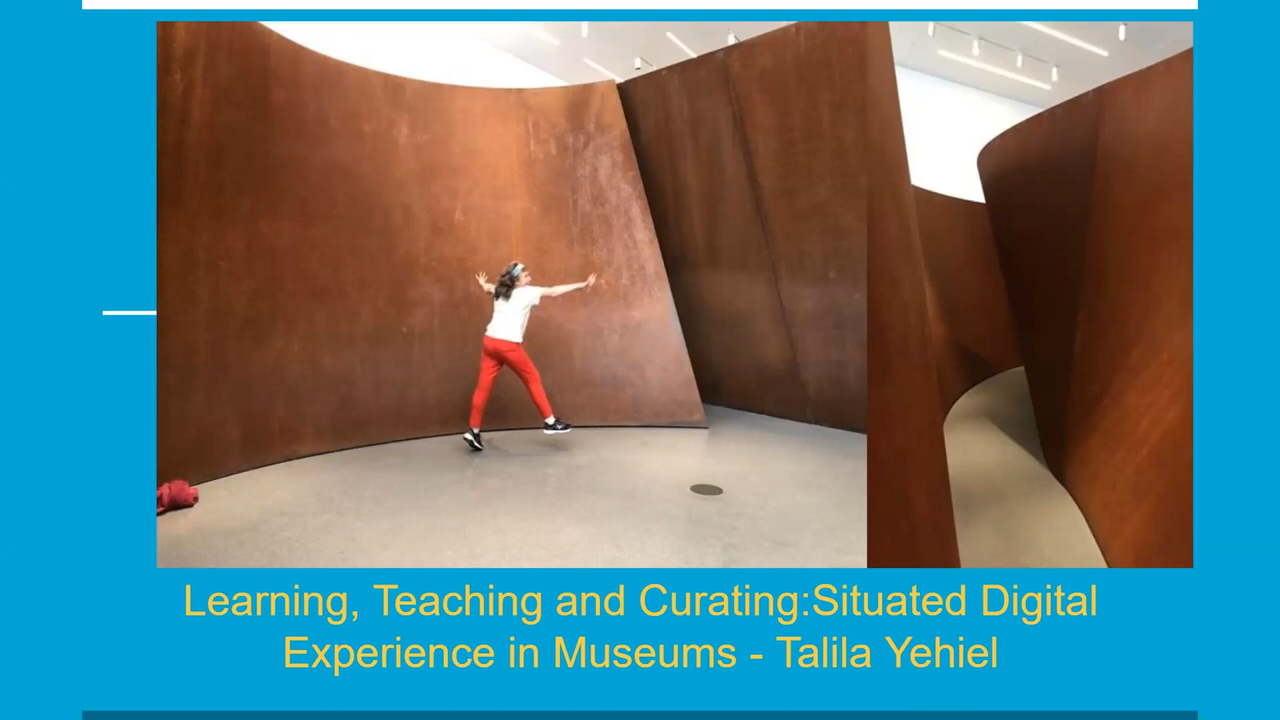 Learning, Teaching and Curating:Situated Digital
Experience in Museums - Talila Yehiel